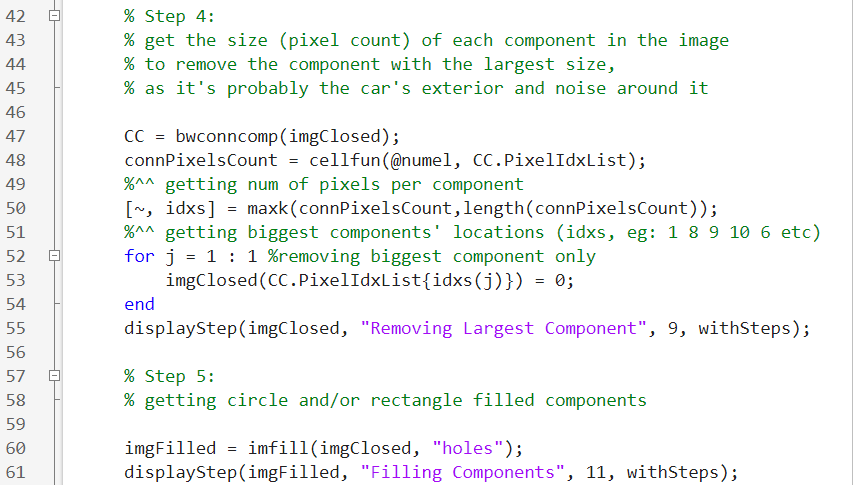 42 % Step 4:
43 % get the size (pixel count) of each component in the image
44 % to remove the component with the largest size,
45 % as it's probably the car's exterior and noise around it
46
47 CC = bwconncomp(imgClosed);
48 connPixelsCount = cellfun(@numel, CC.PixelIdxList);
49 %^^ getting num of pixels per component
50 [~, idxs] = maxk(connPixelsCount,length(connPixelsCount));
51 %^^ getting biggest components' locations (idxs, eg: 1 8 9 10 6 etc)
52 for j = 1 : 1 %removing biggest component only
53 imgClosed(CC.PixelIdxList{idxs(j)}) = 0;
54 end
55 displayStep(imgClosed, "Removing Largest Component", 9, withSteps);
56
57 % Step 5:
58 % getting circle and/or rectangle filled components
59
60 imgFilled = imfill(imgClosed, "holes");
61 displayStep(imgFilled, "Filling Components", 11, withSteps);